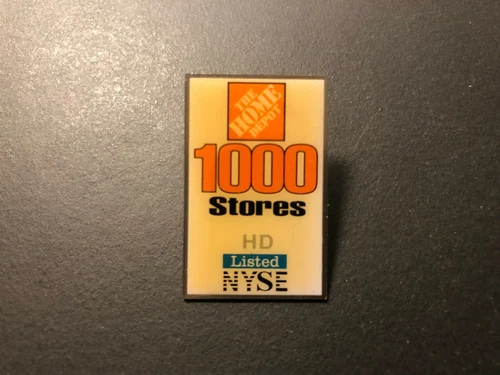 THE
HOME
DEPOT
1000
Stores
HD
Listed
NYSE